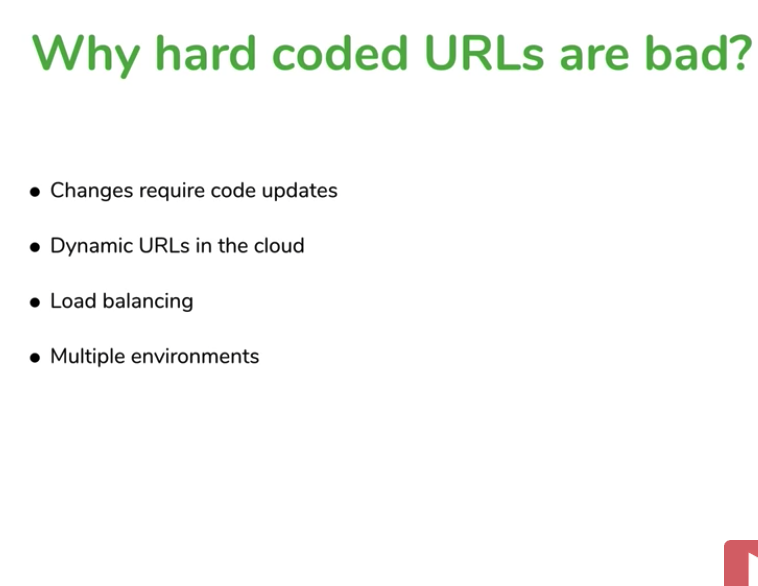 Why hard coded URLs are bad?
• Changes require code updates
• Dynamic URLs in the cloud
• Load balancing
• Multiple environments